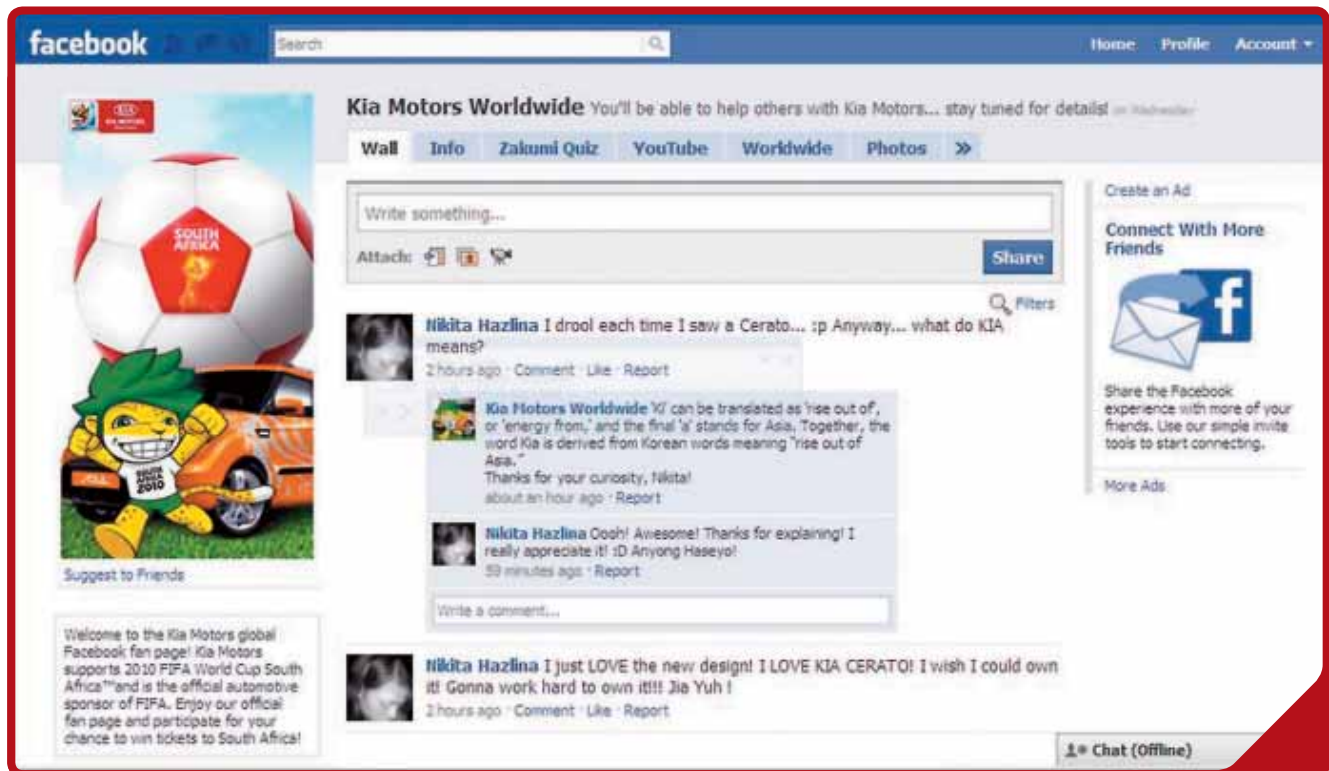 facebook
Search
Home Profile Account
KIA
Kia Motors Worldwide You'll be able to help others with Kia Motors... stay tuned for details! on Wednesday
Wall Info Zakumi Quiz YouTube Worldwide Photos »
Write something...
Attach:
Share
Filters
SOUTH
AFRICA
Nikita Hazlina I drool each time I saw a Cerato... :p Anyway... what do KIA
means?
2 hours ago · Comment · Like · Report
Kia Motors Worldwide 'Ki' can be translated as 'rise out of',
or 'energy from,' and the final 'a' stands for Asia. Together, the
word Kia is derived from Korean words meaning "rise out of
Asia."
Thanks for your curiosity, Nikita!
about an hour ago · Report
Nikita Hazlina Oooh! Awesome! Thanks for explaining! I
really appreciate it! :D Anyong Haseyo!
59 minutes ago · Report
Write a comment...
Nikita Hazlina I just LOVE the new design! I LOVE KIA CERATO! I wish I could own
it! Gonna work hard to own it!!! Jia Yuh !
2 hours ago · Comment · Like · Report
SOUTH
AFRICA
2010
Suggest to Friends
Welcome to the Kia Motors global
Facebook fan page! Kia Motors
supports 2010 FIFA World Cup South
Africa™and is the official automotive
sponsor of FIFA. Enjoy our official
fan page and participate for your
chance to win tickets to South Africa!
Create an Ad
Connect With More
Friends
f
Share the Facebook
experience with more of your
friends. Use our simple invite
tools to start connecting.
More Ads
Chat (Offline)